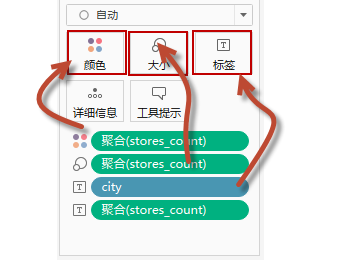 自动
颜色 大小 标签
详细信息 工具提示
聚合(stores_count)
聚合(stores_count)
city
聚合(stores_count)